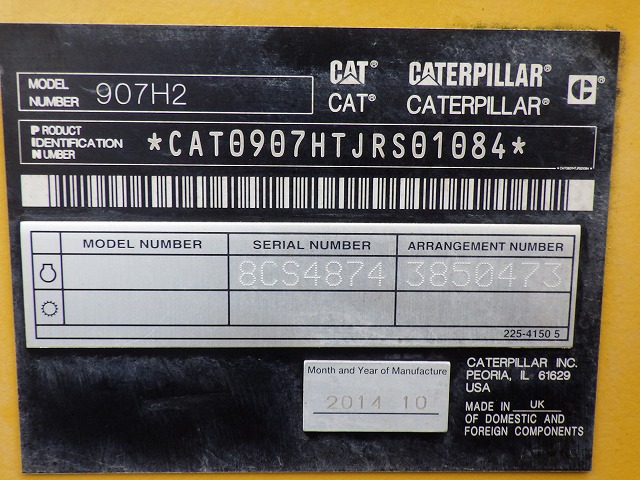 MODEL NUMBER 907H2
CAT® CATERPILLAR®
CAT® CATERPILLAR®
PRODUCT IDENTIFICATION NUMBER *CAT0907HTJRS01084*
*CAT0907HTJRS01084*
MODEL NUMBER SERIAL NUMBER ARRANGEMENT NUMBER
8CS4874 3850473
225-4150 5
Month and Year of Manufacture
2014 10
CATERPILLAR INC.
PEORIA, IL 61629
USA
MADE IN UK
OF DOMESTIC AND
FOREIGN COMPONENTS